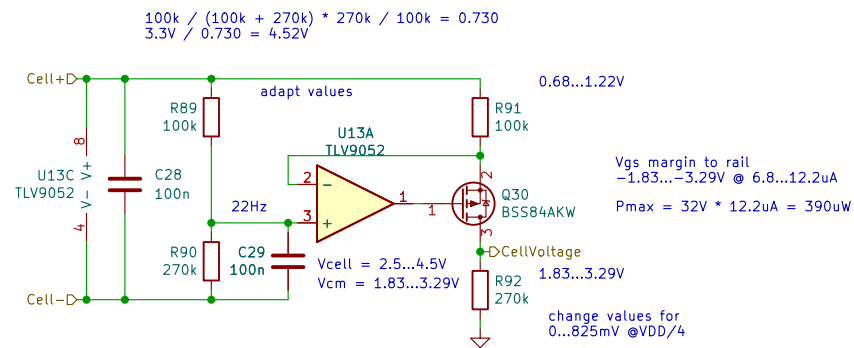 100k / (100k + 270k) * 270k / 100k = 0.730
3.3V / 0.730 = 4.52V
Cell+
adapt values
0.68...1.22V
R89
100k
R91
100k
U13A
TLV9052
8
V+
U13C
TLV9052
V-
4
C28
100n
2
−
3
+
1
1
2
3
Q30
BSS84AKW
Vgs margin to rail
-1.83...-3.29V @ 6.8...12.2uA
Pmax = 32V * 12.2uA = 390uW
22Hz
R90
270k
C29
100n
Vcell = 2.5...4.5V
Vcm = 1.83...3.29V
CellVoltage
R92
270k
1.83...3.29V
Cell-
change values for
0...825mV @VDD/4